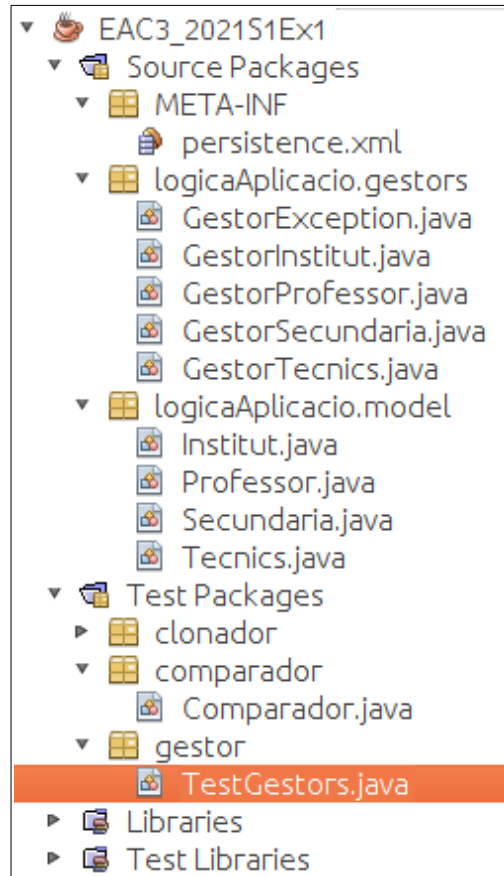 EAC3_2021S1Ex1
Source Packages
META-INF
persistence.xml
logicaAplicacio.gestors
GestorException.java
GestorInstitut.java
GestorProfessor.java
GestorSecundaria.java
GestorTecnics.java
logicaAplicacio.model
Institut.java
Professor.java
Secundaria.java
Tecnics.java
Test Packages
clonador
comparador
Comparador.java
gestor
TestGestors.java
Libraries
Test Libraries